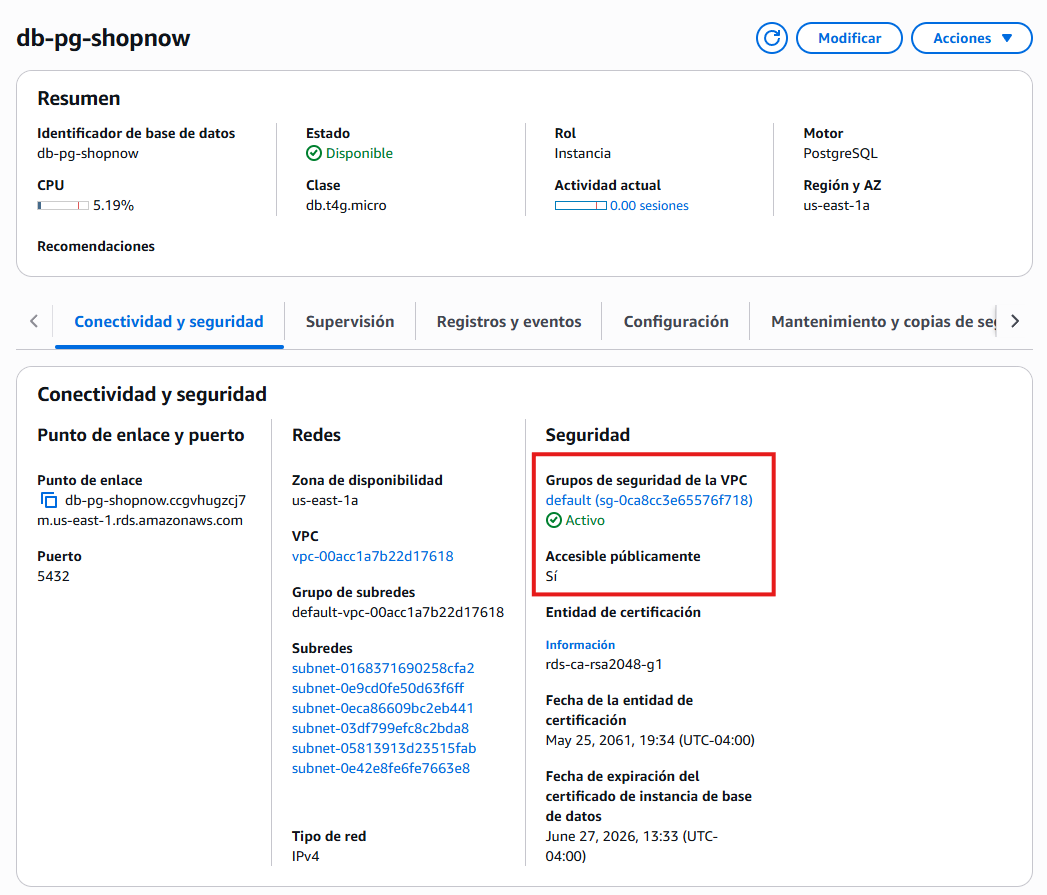 db-pg-shopnow
Modificar
Acciones
Resumen
Identificador de base de datos
db-pg-shopnow
CPU
5.19%
Recomendaciones
Estado
Disponible
Clase
db.t4g.micro
Rol
Instancia
Actividad actual
0.00 sesiones
Motor
PostgreSQL
Región y AZ
us-east-1a
Conectividad y seguridad
Supervisión
Registros y eventos
Configuración
Mantenimiento y copias de se
Conectividad y seguridad
Punto de enlace y puerto
Punto de enlace
db-pg-shopnow.ccgvhugzcj7
m.us-east-1.rds.amazonaws.com
Puerto
5432
Redes
Zona de disponibilidad
us-east-1a
VPC
vpc-00acc1a7b22d17618
Grupo de subredes
default-vpc-00acc1a7b22d17618
Subredes
subnet-0168371690258cfa2
subnet-0e9cd0fe50d63f6ff
subnet-0eca86609bc2eb441
subnet-03df799efc8c2bda8
subnet-05813913d23515fab
subnet-0e42e8fe6fe7663e8
Tipo de red
IPv4
Seguridad
Grupos de seguridad de la VPC
default (sg-0ca8cc3e65576f718)
Activo
Accesible públicamente
Sí
Entidad de certificación
Información
rds-ca-rsa2048-g1
Fecha de la entidad de
certificación
May 25, 2061, 19:34 (UTC-04:00)
Fecha de expiración del
certificado de instancia de base
de datos
June 27, 2026, 13:33 (UTC-
04:00)